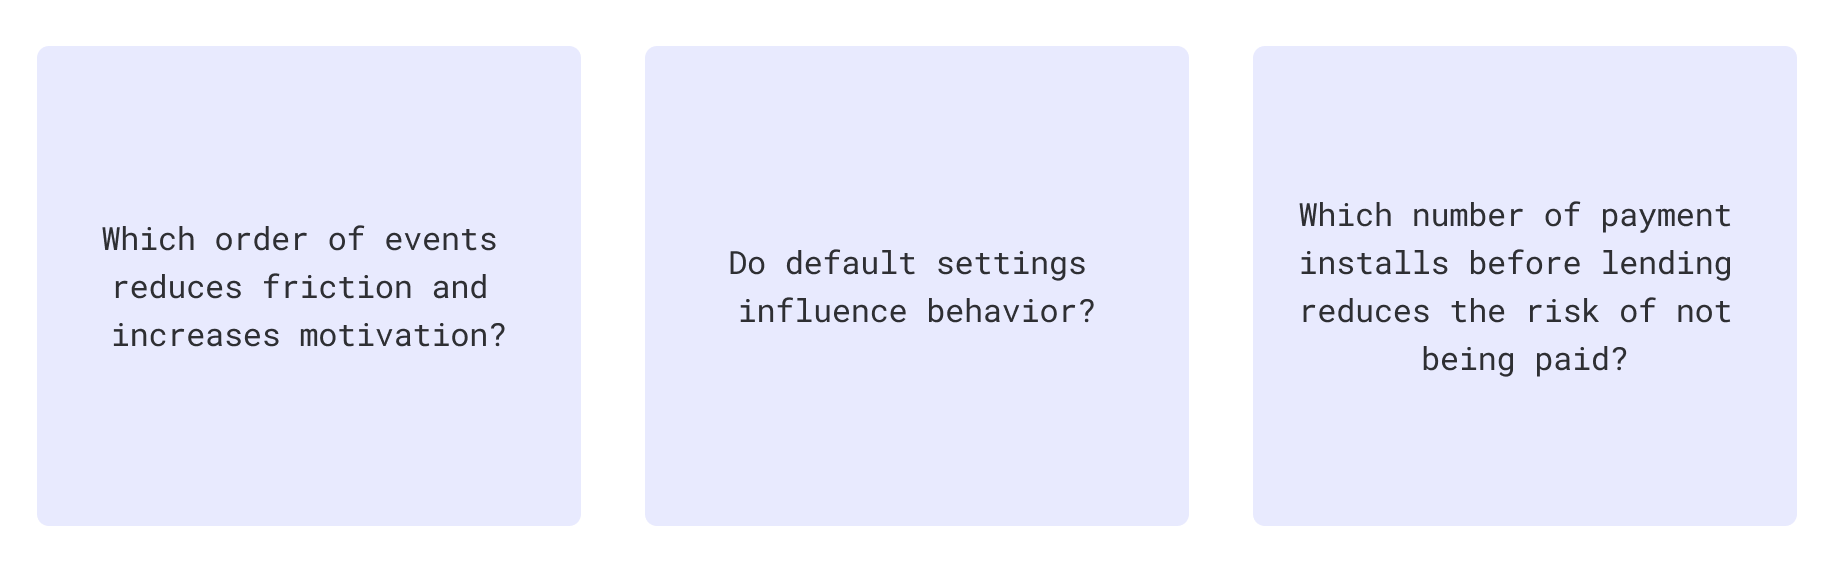 Which order of events
reduces friction and
increases motivation?
Do default settings
influence behavior?
Which number of payment
installs before lending
reduces the risk of not
being paid?